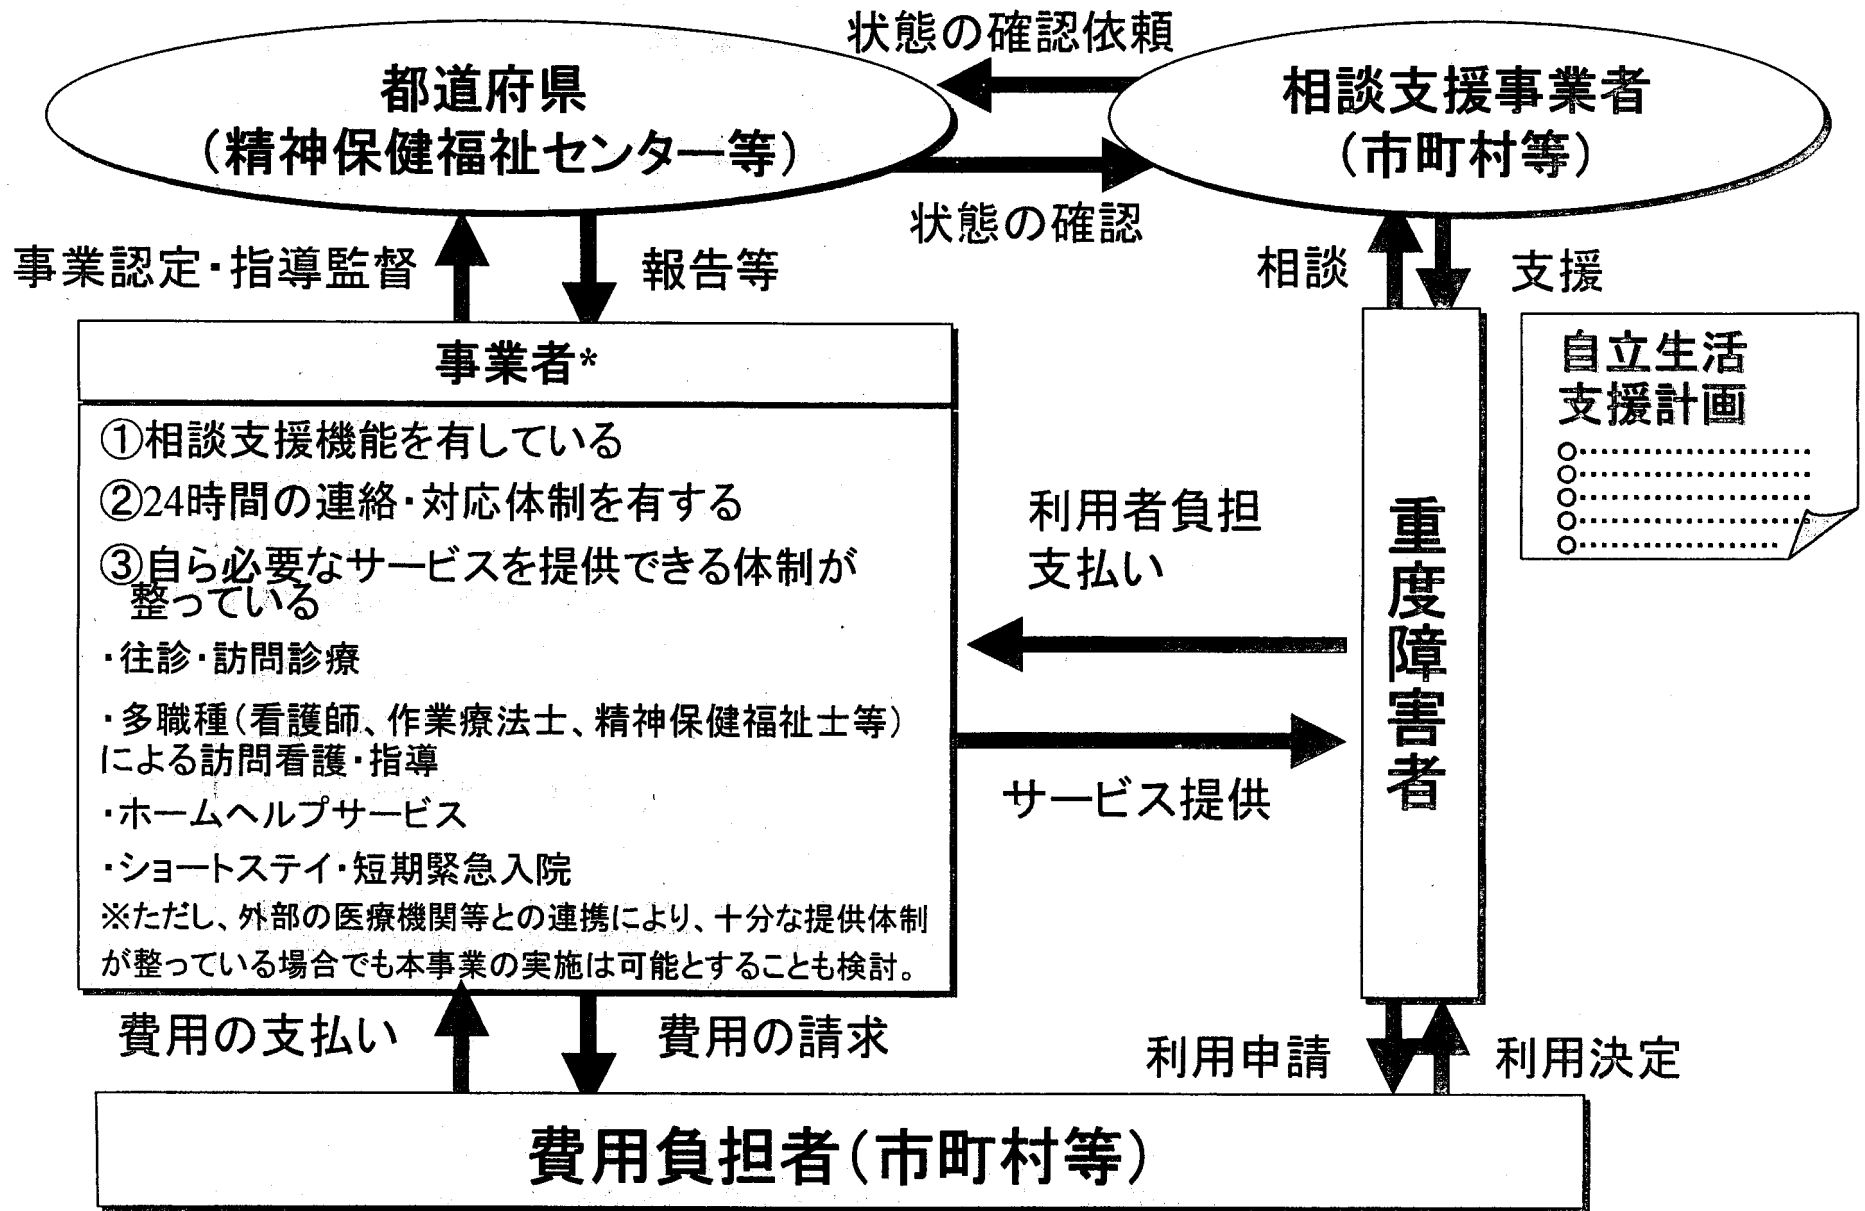 状態の確認依頼
都道府県
（精神保健福祉センター等）
相談支援事業者
（市町村等）
状態の確認
事業認定・指導監督
報告等
相談
支援
事業者*
①相談支援機能を有している
②24時間の連絡・対応体制を有する
③自ら必要なサービスを提供できる体制が
整っている
・往診・訪問診療
・多職種（看護師、作業療法士、精神保健福祉士等）
による訪問看護・指導
・ホームヘルプサービス
・ショートステイ・短期緊急入院
※ただし、外部の医療機関等との連携により、十分な提供体制
が整っている場合でも本事業の実施は可能とすることも検討。
利用者負担
支払い
サービス提供
重度障害者
自立生活
支援計画
費用の支払い
費用の請求
利用申請
利用決定
費用負担者（市町村等）